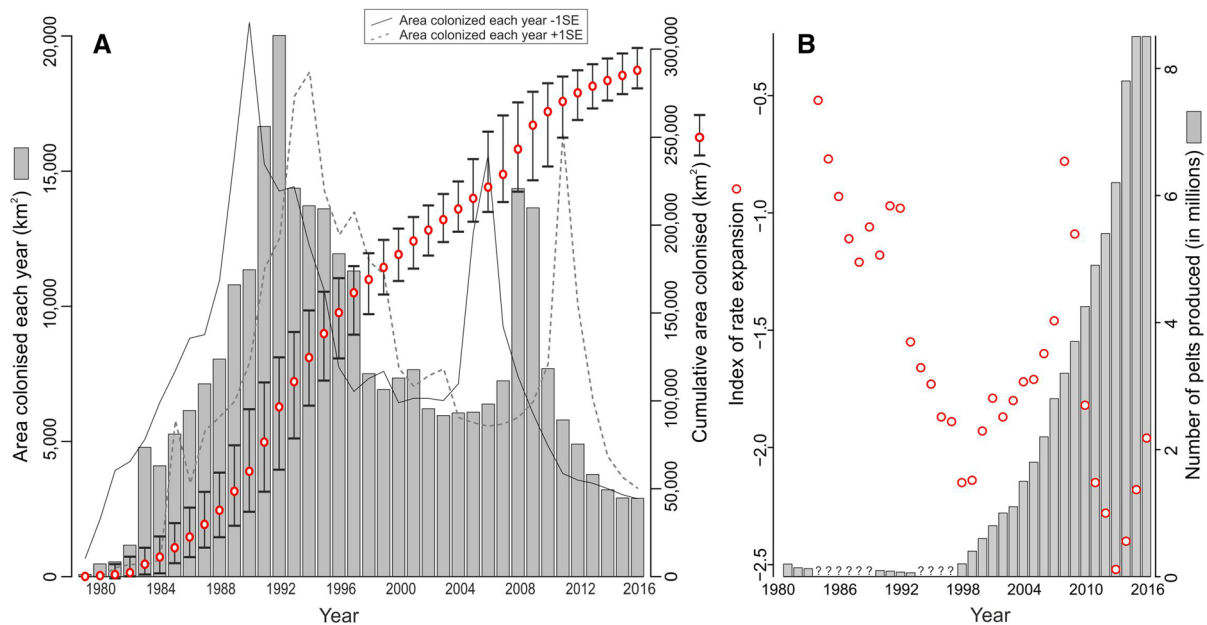 A
Area colonized each year -1SE
Area colonized each year +1SE
Area colonised each year (km²)
20,000
15,000
10,000
5,000
0
300,000
250,000
200,000
150,000
100,000
50,000
0
Cumulative area colonised (km²)
1980 1984 1988 1992 1996 2000 2004 2008 2012 2016
Year
B
Index of rate expansion
−0,5
−1,0
−1,5
−2,0
−2,5
8
6
4
2
0
Number of pelts produced (in millions)
? ? ? ? ? ? ? ? ? ?
1980 1986 1992 1998 2004 2010 2016
Year